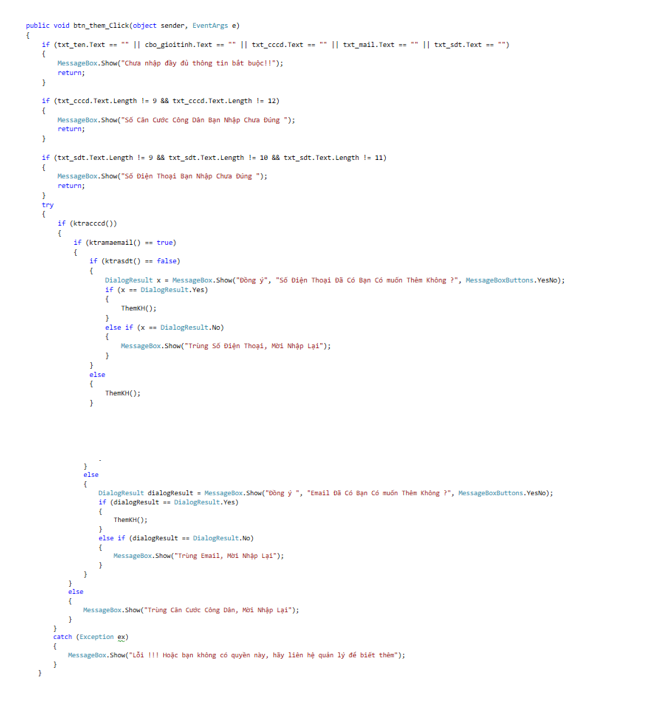 public void btn_them_Click(object sender, EventArgs e)
{
if (txt_ten.Text == "" || cbo_gioitinh.Text == "" || txt_cccd.Text == "" || txt_mail.Text == "" || txt_sdt.Text == "")
{
MessageBox.Show("Chưa nhập đầy đủ thông tin bắt buộc!!");
return;
}
if (txt_cccd.Text.Length != 9 && txt_cccd.Text.Length != 12)
{
MessageBox.Show("Số Căn Cước Công Dân Bạn Nhập Chưa Đúng ");
return;
}
if (txt_sdt.Text.Length != 9 && txt_sdt.Text.Length != 10 && txt_sdt.Text.Length != 11)
{
MessageBox.Show("Số Điện Thoại Bạn Nhập Chưa Đúng ");
return;
}
try
{
if (ktracccd())
{
if (ktramaemail() == true)
{
if (ktrasdt() == false)
{
DialogResult x = MessageBox.Show("Đồng ý", "Số Điện Thoại Đã Có Bạn Có muốn Thêm Không ?", MessageBoxButtons.YesNo);
if (x == DialogResult.Yes)
{
ThemKH();
}
else if (x == DialogResult.No)
{
MessageBox.Show("Trùng Số Điện Thoại, Mời Nhập Lại");
}
}
else
{
ThemKH();
}
}
else
{
DialogResult dialogResult = MessageBox.Show("Đồng ý ", "Email Đã Có Bạn Có muốn Thêm Không ?", MessageBoxButtons.YesNo);
if (dialogResult == DialogResult.Yes)
{
ThemKH();
}
else if (dialogResult == DialogResult.No)
{
MessageBox.Show("Trùng Email, Mời Nhập Lại");
}
}
}
else
{
MessageBox.Show("Trùng Căn Cước Công Dân, Mời Nhập Lại");
}
}
catch (Exception ex)
{
MessageBox.Show("Lỗi !!! Hoặc bạn không có quyền này, hãy liên hệ quản lý để biết thêm");
}
}